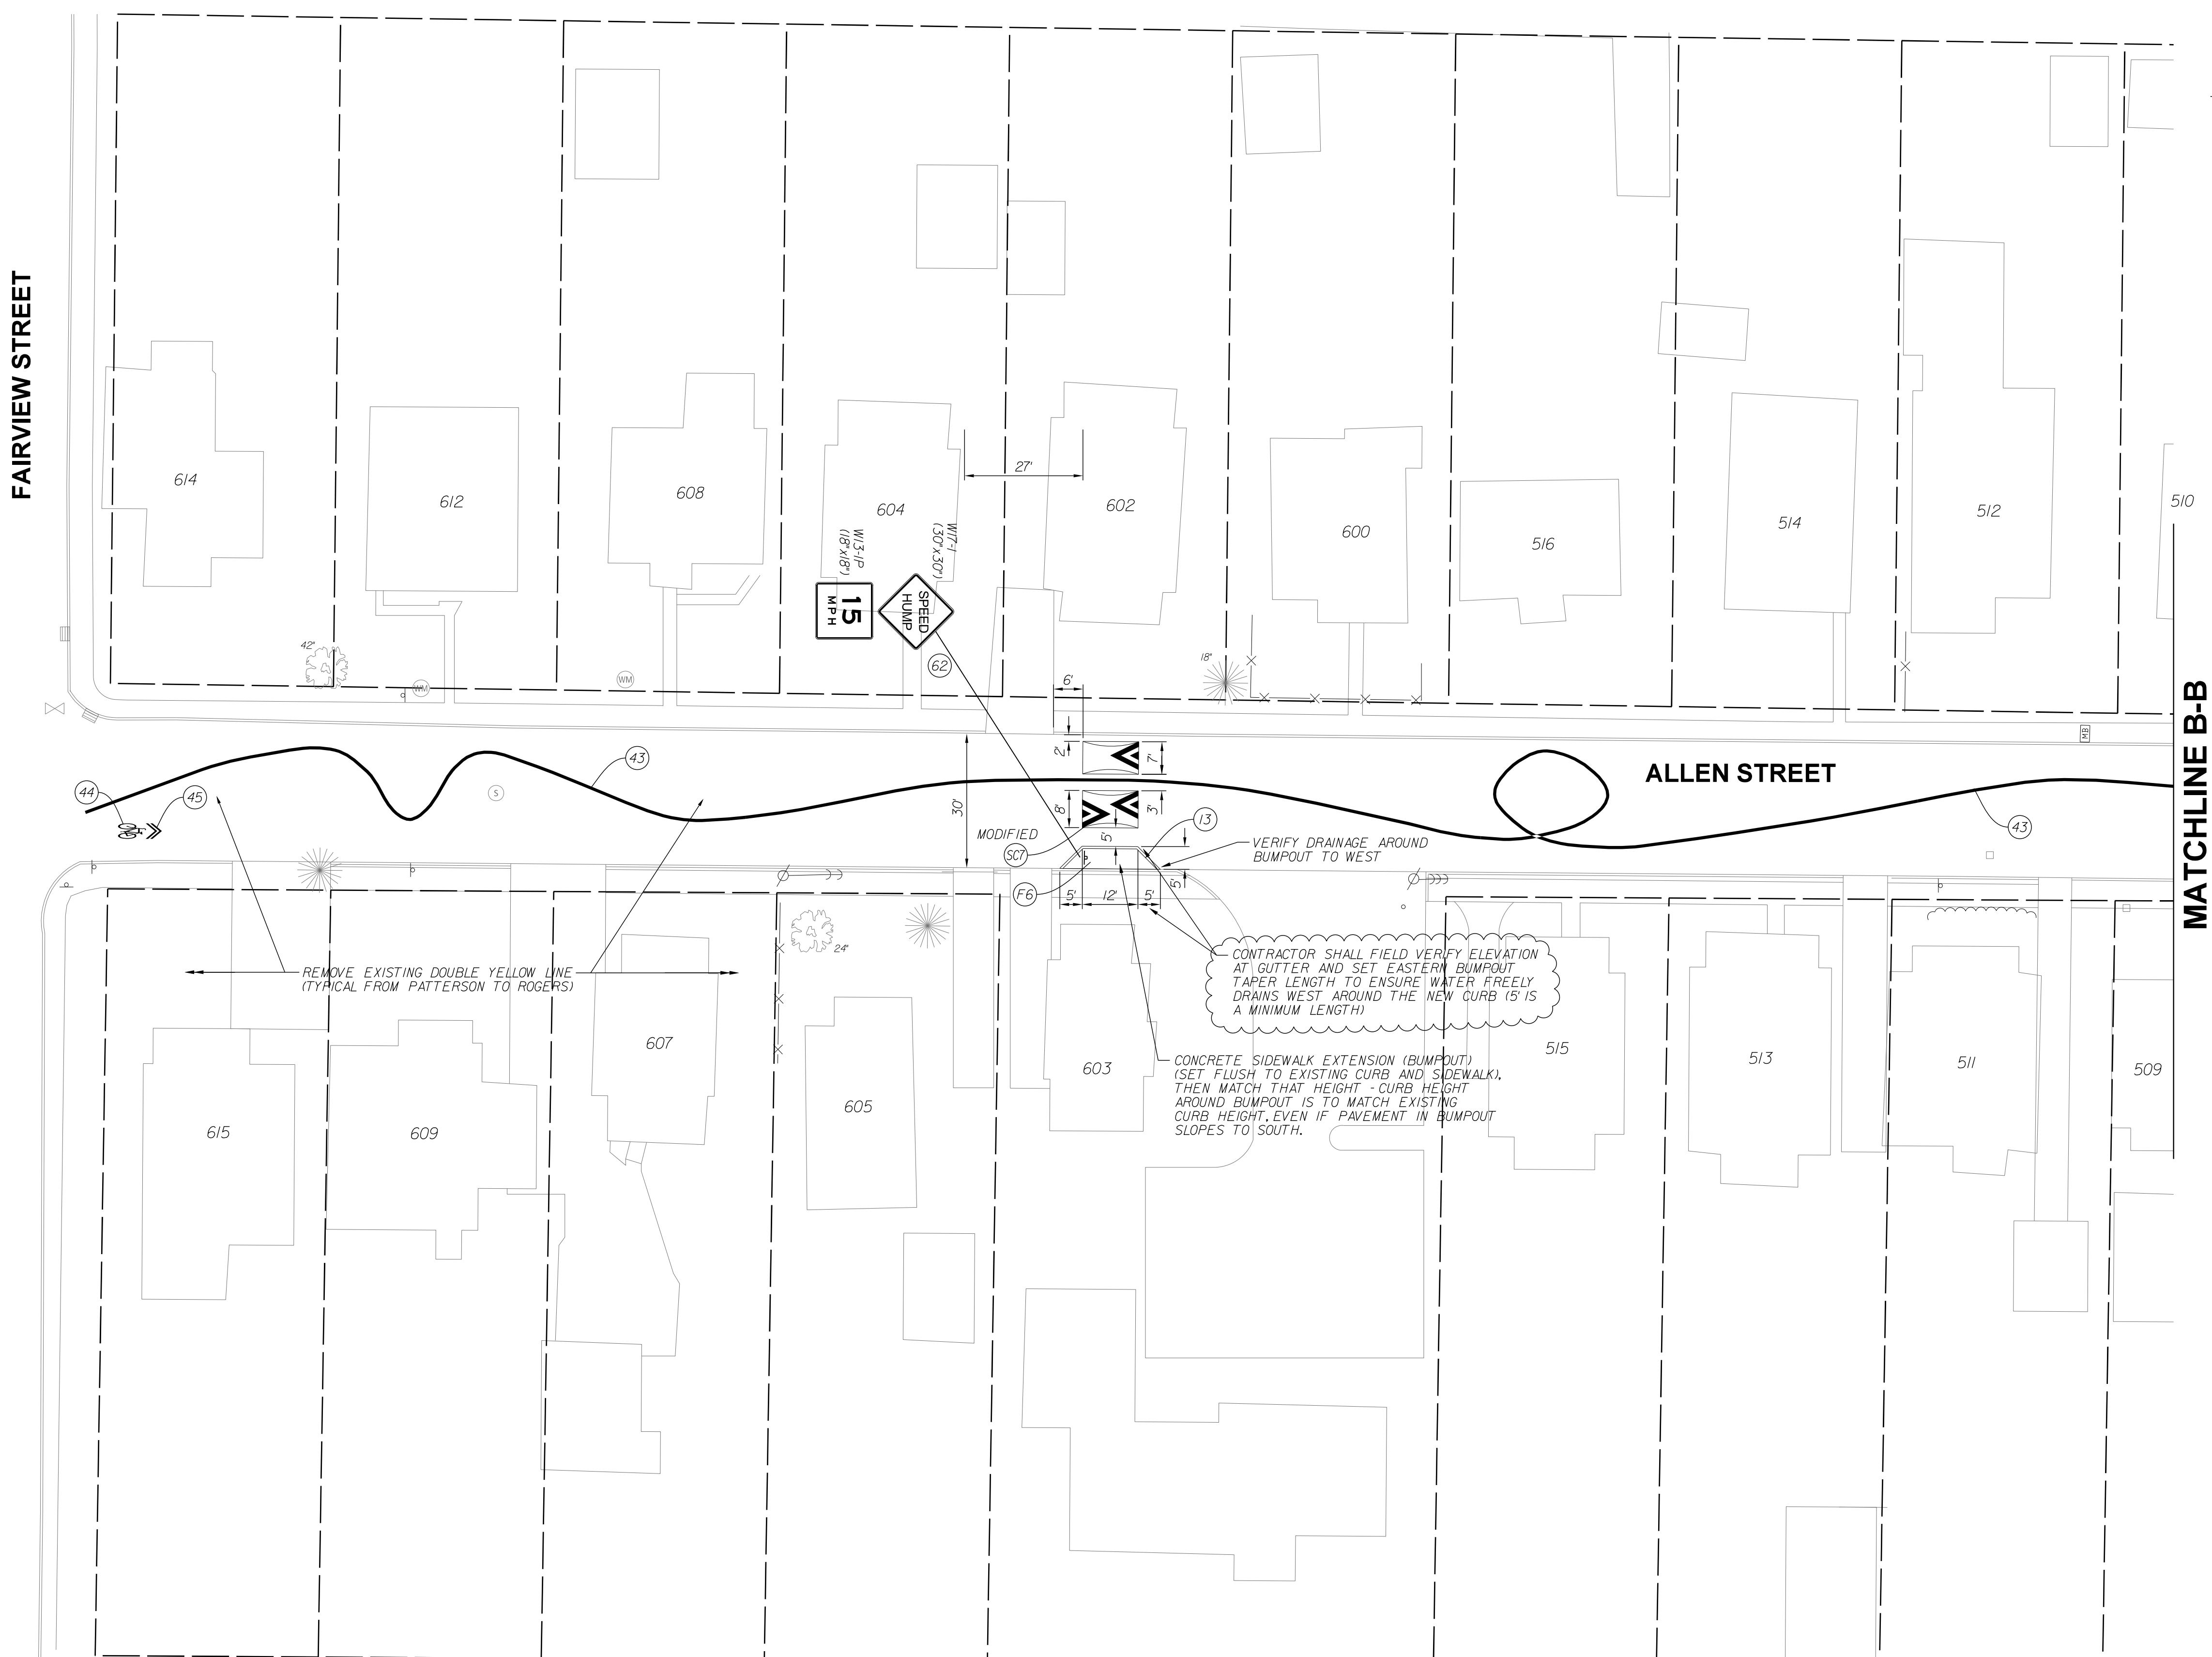 FAIRVIEW STREET
614
612
608
604
602
600
516
514
512
510
27'
W13-1P
(18"x18")
W17-1
(30"x30")
15
MPH
SPEED
HUMP
62
42"
WM
WM
18"
6'
2'
7'
MB
MATCHLINE B-B
ALLEN STREET
43
44
45
S
30'
8'
3'
5'
MODIFIED
SC7
13
VERIFY DRAINAGE AROUND
BUMPOUT TO WEST
43
F6
5'
12'
5'
5'
24"
REMOVE EXISTING DOUBLE YELLOW LINE
(TYPICAL FROM PATTERSON TO ROGERS)
CONTRACTOR SHALL FIELD VERIFY ELEVATION
AT GUTTER AND SET EASTERN BUMPOUT
TAPER LENGTH TO ENSURE WATER FREELY
DRAINS WEST AROUND THE NEW CURB (5' IS
A MINIMUM LENGTH)
CONCRETE SIDEWALK EXTENSION (BUMPOUT)
(SET FLUSH TO EXISTING CURB AND SIDEWALK),
THEN MATCH THAT HEIGHT - CURB HEIGHT
AROUND BUMPOUT IS TO MATCH EXISTING
CURB HEIGHT, EVEN IF PAVEMENT IN BUMPOUT
SLOPES TO SOUTH.
615
609
607
605
603
515
513
511
509